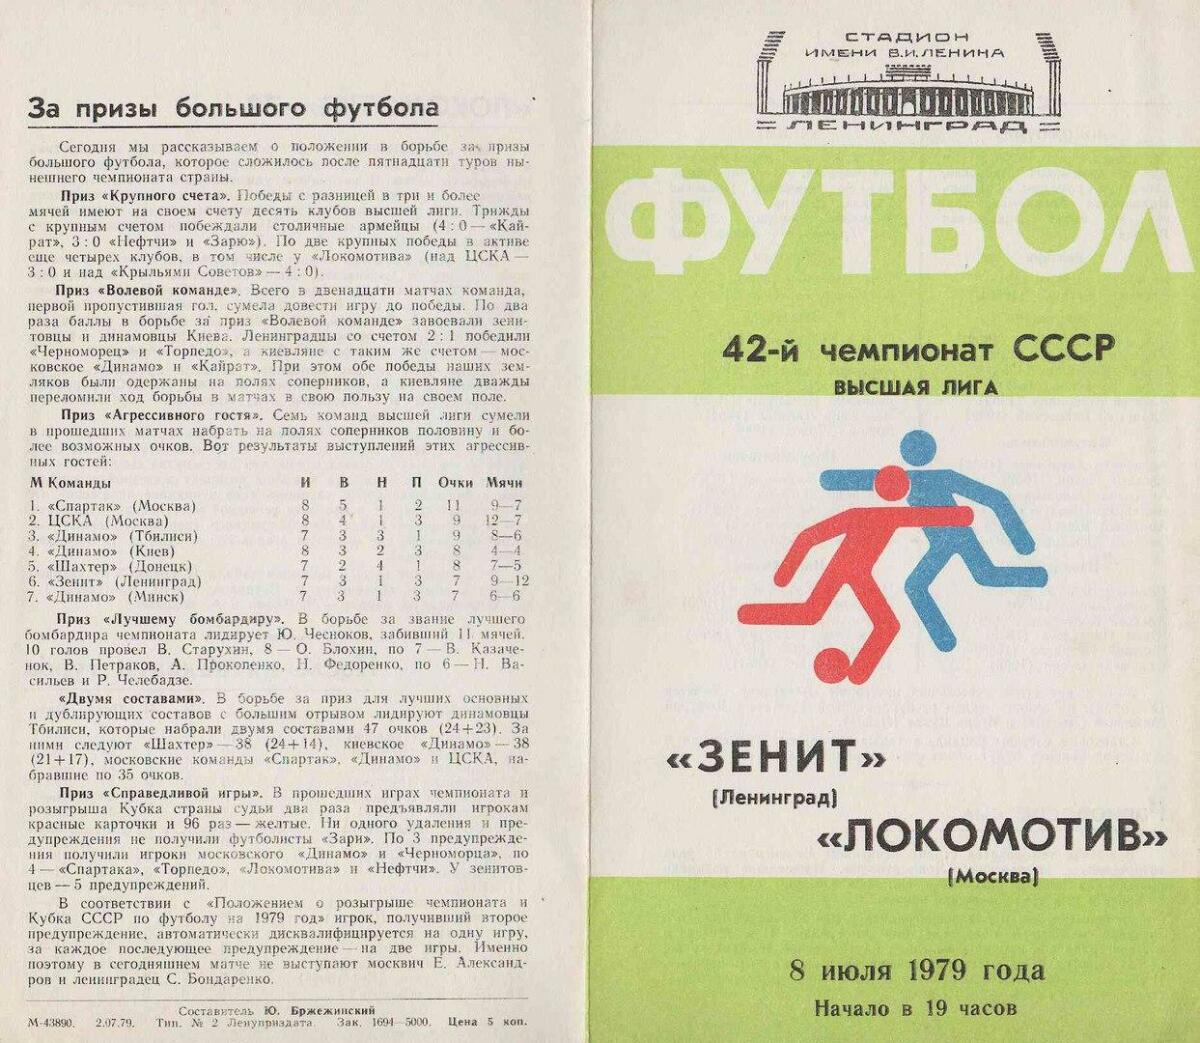 За призы большого футбола
Сегодня мы рассказываем о положении в борьбе за призы
большого футбола, которое сложилось после пятнадцати туров ны-
нешнего чемпионата страны.
Приз «Крупного счета». Победы с разницей в три и более
мячей имеют на своем счету десять клубов высшей лиги. Трижды
с крупным счетом побеждали столичные армейцы (4:0—«Кай-
рат», 3:0 «Нефтчи» и «Зарю»). По две крупных победы в активе
еще четырех клубов, в том числе у «Локомотива» (над ЦСКА—
3:0 и над «Крыльями Советов»—4:0).
Приз «Волевой команде». Всего в двенадцати матчах команда,
первой пропустившая гол, сумела довести игру до победы. По два
раза баллы в борьбе за приз «Волевой команде» завоевали зени-
товцы и динамовцы Киева. Ленинградцы со счетом 2:1 победили
«Черноморец» и «Торпедо», а киевляне с таким же счетом—мос-
ковское «Динамо» и «Кайрат». При этом обе победы наших зем-
ляков были одержаны на полях соперников, а киевляне дважды
переломили ход борьбы в матчах в свою пользу на своем поле.
Приз «Агрессивного гостя». Семь команд высшей лиги сумели
в прошедших матчах набрать на полях соперников половину и бо-
лее возможных очков. Вот результаты выступлений этих агрессив-
ных гостей:
М Команды И В Н П Очки Мячи
1. «Спартак» (Москва) 8 5 1 2 11 9—7
2. ЦСКА (Москва) 8 4 1 3 9 12—7
3. «Динамо» (Тбилиси) 7 3 3 1 9 8—6
4. «Динамо» (Киев) 8 3 2 3 8 4—4
5. «Шахтер» (Донецк) 7 2 4 1 8 7—5
6. «Зенит» (Ленинград) 7 3 1 3 7 9—12
7. «Динамо» (Минск) 7 3 1 3 7 6—6
Приз «Лучшему бомбардиру». В борьбе за звание лучшего
бомбардира чемпионата лидирует Ю. Чесноков, забивший 11 мячей.
10 голов провел В. Старухин, 8—О. Блохин, по 7—В. Казаче-
нок, В. Петраков, А. Прокопенко, Н. Федоренко, по 6—Н. Ва-
сильев и Р. Челебадзе.
«Двумя составами». В борьбе за приз для лучших основных
и дублирующих составов с большим отрывом лидируют динамовцы
Тбилиси, которые набрали двумя составами 47 очков (24+23). За
ними следуют «Шахтер»—38 (24+14), киевское «Динамо»—38
(21+17), московские команды «Спартак», «Динамо» и ЦСКА, на-
бравшие по 35 очков.
Приз «Справедливой игры». В прошедших играх чемпионата и
розыгрыша Кубка страны судьи два раза предъявляли игрокам
красные карточки и 96 раз—желтые. Ни одного удаления и пре-
дупреждения не получили футболисты «Зари». По 3 предупрежде-
ния получили игроки московского «Динамо» и «Черноморца», по
4—«Спартака», «Торпедо», «Локомотива» и «Нефтчи». У зенитов-
цев—5 предупреждений.
В соответствии с «Положением о розыгрыше чемпионата и
Кубка СССР по футболу на 1979 год» игрок, получивший второе
предупреждение, автоматически дисквалифицируется на одну игру,
за каждое последующее предупреждение—на две игры. Именно
поэтому в сегодняшнем матче не выступают москвич Е. Александ-
ров и ленинградец С. Бондаренко.
Составитель Ю. Бржежинский
М-43890. 2.07.79. Тип. № 2 Ленуприздата. Зак. 1694—5000. Цена 5 коп.
СТАДИОН
ИМЕНИ В.И.ЛЕНИНА
ЛЕНИНГРАД
ФУТБОЛ
42-й чемпионат СССР
ВЫСШАЯ ЛИГА
«ЗЕНИТ»
(Ленинград)
«ЛОКОМОТИВ»
(Москва)
8 июля 1979 года
Начало в 19 часов